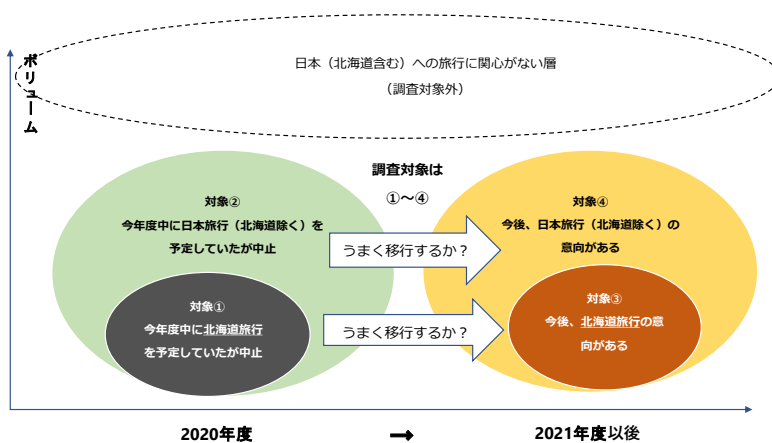 日本（北海道含む）への旅行に関心がない層
（調査対象外）
ボリューム
調査対象は
①～④
対象②
今年度中に日本旅行（北海道除く）を
予定していたが中止
対象④
今後、日本旅行（北海道除く）の
意向がある
うまく移行するか？
対象①
今年度中に北海道旅行
を予定していたが中止
対象③
今後、北海道旅行の意
向がある
うまく移行するか？
2020年度
→
2021年度以後